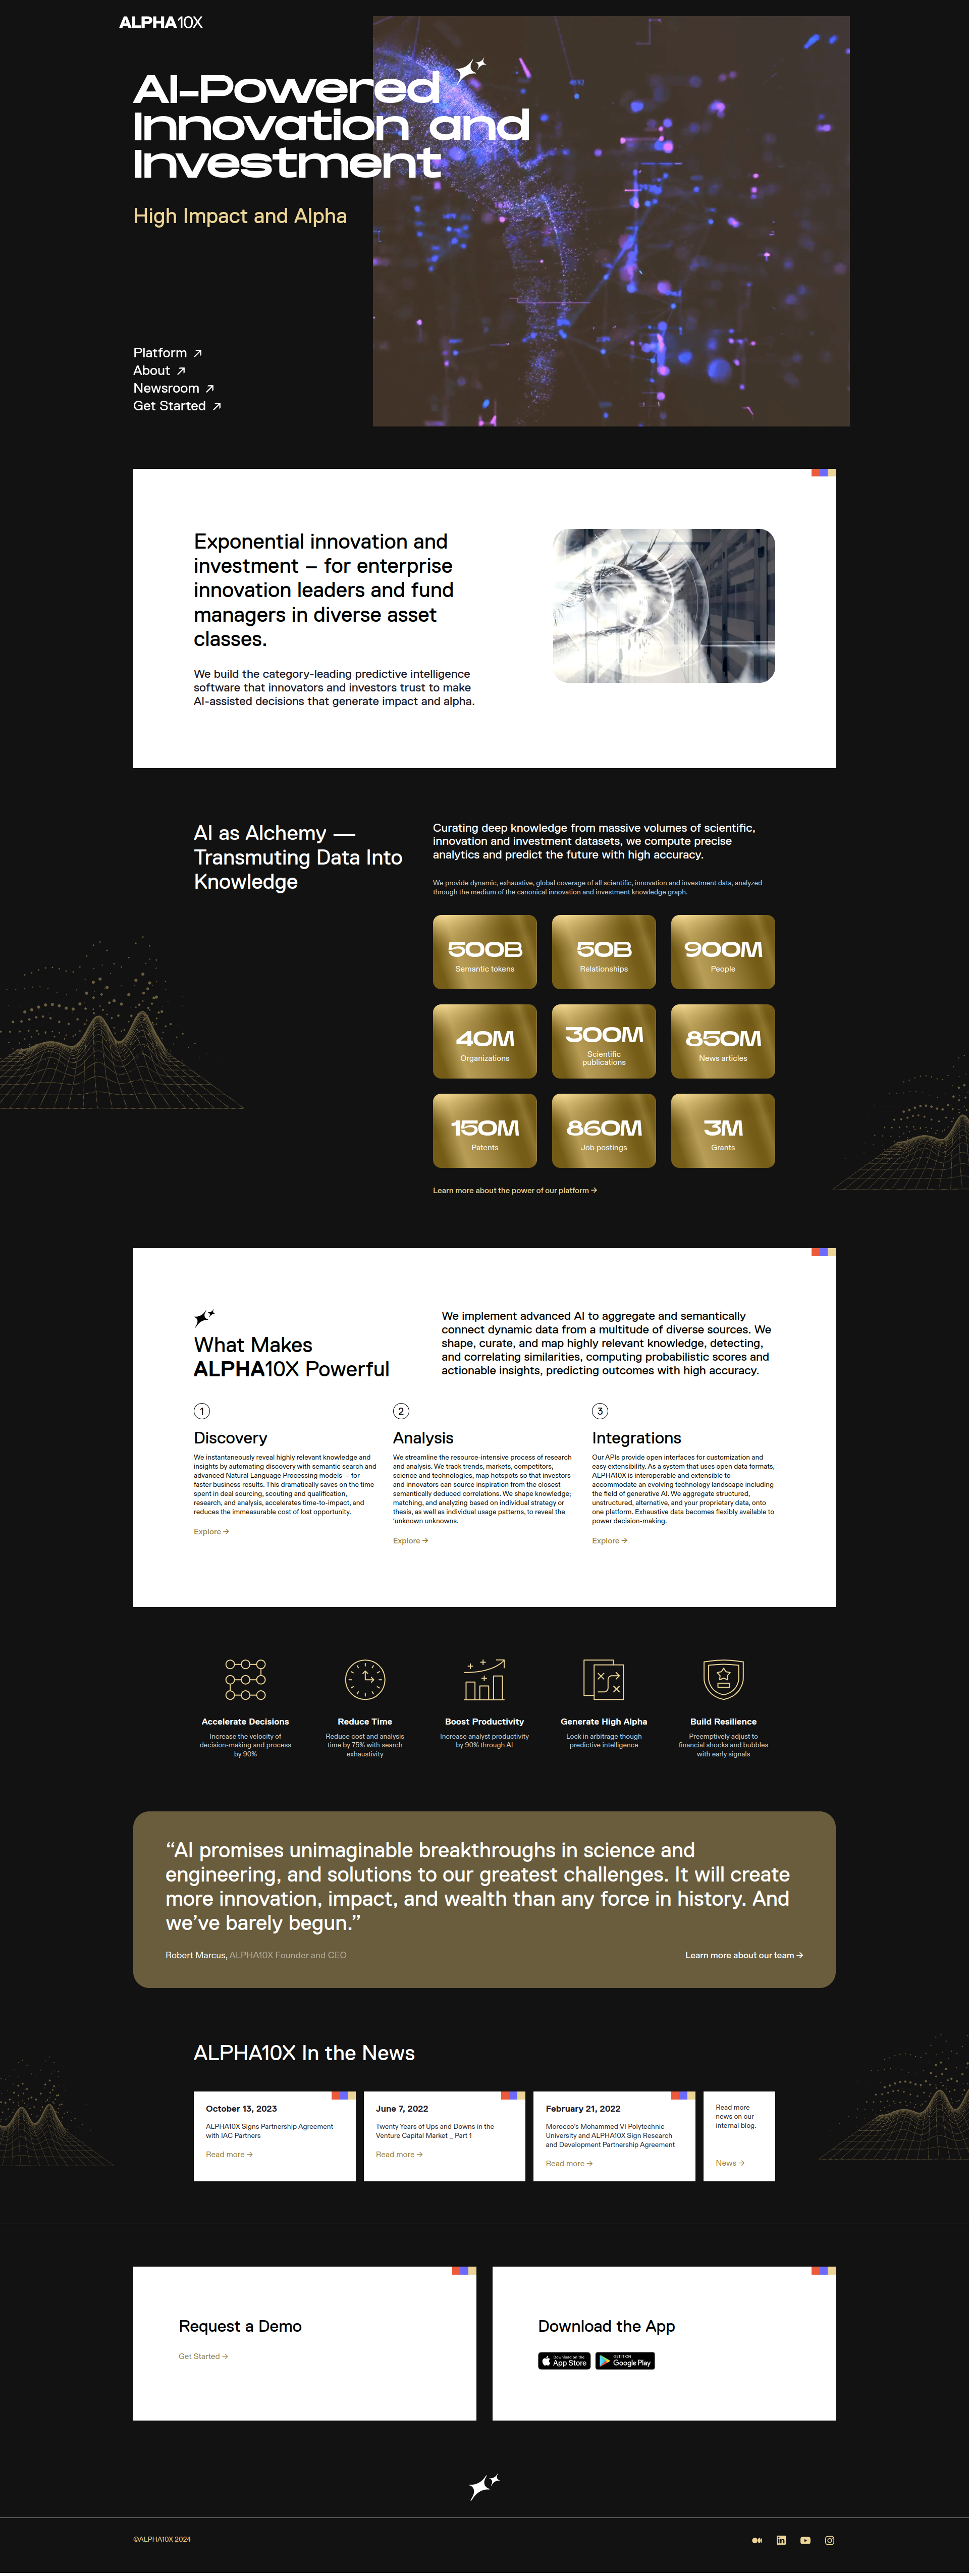 ALPHA10X
AI-Powered
Innovation and
Investment
High Impact and Alpha
Platform ↗
About ↗
Newsroom ↗
Get Started ↗
Exponential innovation and
investment – for enterprise
innovation leaders and fund
managers in diverse asset
classes.
We build the category-leading predictive intelligence
software that innovators and investors trust to make
AI-assisted decisions that generate impact and alpha.
AI as Alchemy —
Transmuting Data Into
Knowledge
Curating deep knowledge from massive volumes of scientific,
innovation and investment datasets, we compute precise
analytics and predict the future with high accuracy.
We provide dynamic, exhaustive, global coverage of all scientific, innovation and investment data, analyzed
through the medium of the canonical innovation and investment knowledge graph.
500B
Semantic tokens
50B
Relationships
900M
People
40M
Organizations
300M
Scientific
publications
850M
News articles
150M
Patents
860M
Job postings
3M
Grants
Learn more about the power of our platform →
What Makes
ALPHA10X Powerful
We implement advanced AI to aggregate and semantically
connect dynamic data from a multitude of diverse sources. We
shape, curate, and map highly relevant knowledge, detecting,
and correlating similarities, computing probabilistic scores and
actionable insights, predicting outcomes with high accuracy.
1
Discovery
We instantaneously reveal highly relevant knowledge and
insights by automating discovery with semantic search and
advanced Natural Language Processing models – for
faster business results. This dramatically saves on the time
spent in deal sourcing, scouting and qualification,
research, and analysis, accelerates time-to-impact, and
reduces the immeasurable cost of lost opportunity.
Explore →
2
Analysis
We streamline the resource-intensive process of research
and analysis. We track trends, markets, competitors,
science and technologies, map hotspots so that investors
and innovators can source inspiration from the closest
semantically deduced correlations. We shape knowledge;
matching, and analyzing based on individual strategy or
thesis, as well as individual usage patterns, to reveal the
'unknown unknowns.
Explore →
3
Integrations
Our APIs provide open interfaces for customization and
easy extensibility. As a system that uses open data formats,
ALPHA10X is interoperable and extensible to
accommodate an evolving technology landscape including
the field of generative AI. We aggregate structured,
unstructured, alternative, and your proprietary data, onto
one platform. Exhaustive data becomes flexibly available to
power decision-making.
Explore →
Accelerate Decisions
Increase the velocity of
decision-making and process
by 90%
Reduce Time
Reduce cost and analysis
time by 75% with search
exhaustivity
Boost Productivity
Increase analyst productivity
by 90% through AI
Generate High Alpha
Lock in arbitrage though
predictive intelligence
Build Resilience
Preemptively adjust to
financial shocks and bubbles
with early signals
“AI promises unimaginable breakthroughs in science and
engineering, and solutions to our greatest challenges. It will create
more innovation, impact, and wealth than any force in history. And
we’ve barely begun.”
Robert Marcus, ALPHA10X Founder and CEO
Learn more about our team →
ALPHA10X In the News
October 13, 2023
ALPHA10X Signs Partnership Agreement
with IAC Partners
Read more →
June 7, 2022
Twenty Years of Ups and Downs in the
Venture Capital Market _ Part 1
Read more →
February 21, 2022
Morocco's Mohammed VI Polytechnic
University and ALPHA10X Sign Research
and Development Partnership Agreement
Read more →
Read more
news on our
internal blog.
News →
Request a Demo
Get Started →
Download the App
Download on the
App Store
GET IT ON
Google Play
©ALPHA10X 2024